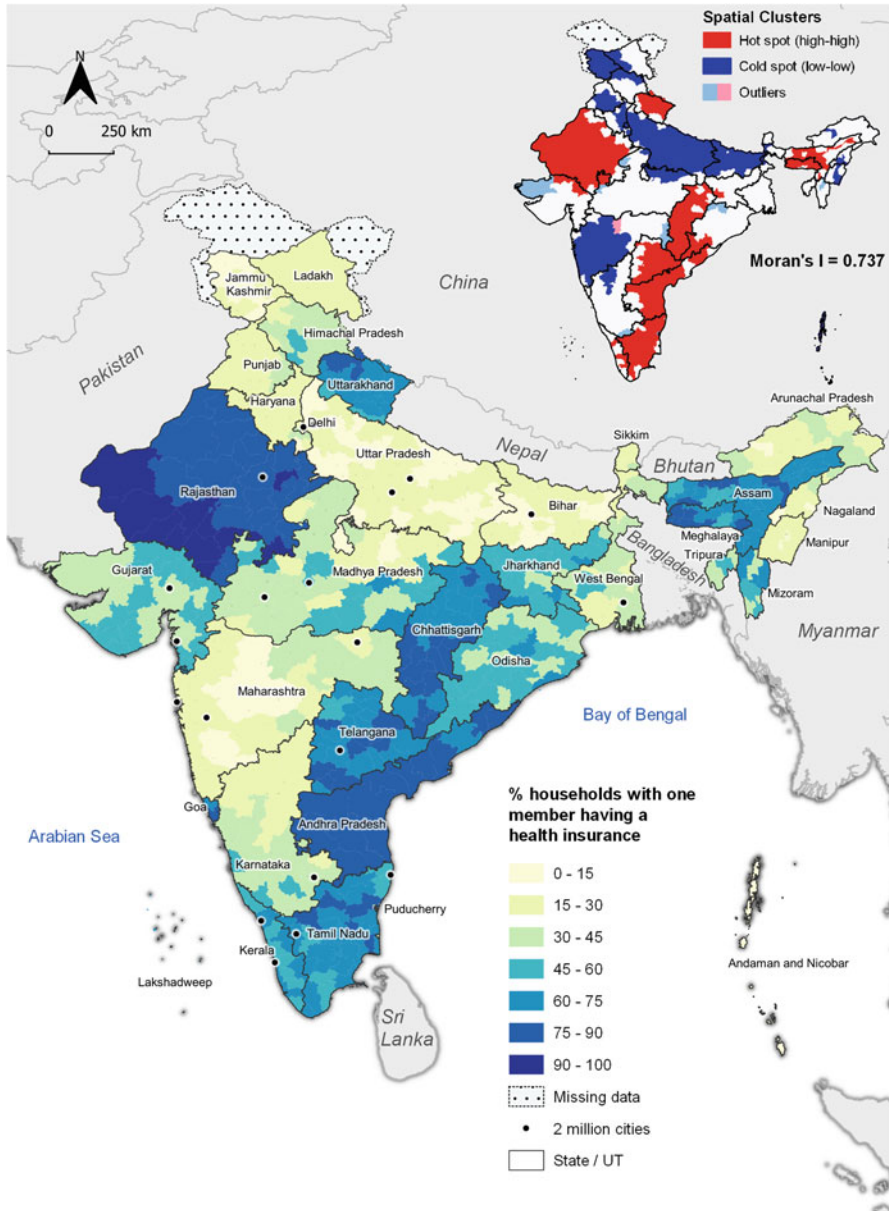 N
0 250 km
Spatial Clusters
Hot spot (high-high)
Cold spot (low-low)
Outliers
Moran's I = 0.737
China
Pakistan
Nepal
Bhutan
Bangladesh
Myanmar
Sri
Lanka
Arabian Sea
Bay of Bengal
Jammu
Kashmir
Ladakh
Himachal Pradesh
Punjab
Uttarakhand
Haryana
Delhi
Rajasthan
Uttar Pradesh
Bihar
Sikkim
Arunachal Pradesh
Assam
Nagaland
Meghalaya
Manipur
Tripura
Mizoram
Gujarat
Madhya Pradesh
Jharkhand
West Bengal
Chhattisgarh
Odisha
Maharashtra
Telangana
Goa
Andhra Pradesh
Karnataka
Puducherry
Tamil Nadu
Kerala
Lakshadweep
Andaman and Nicobar
% households with one
member having a
health insurance
0 - 15
15 - 30
30 - 45
45 - 60
60 - 75
75 - 90
90 - 100
Missing data
2 million cities
State / UT